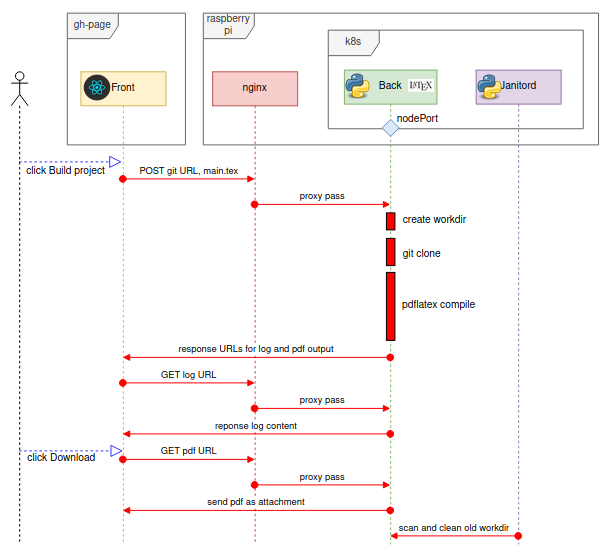 gh-page
raspberry
pi
k8s
Front
nginx
Back
LATEX
Janitord
nodePort
click Build project
POST git URL, main.tex
proxy pass
create workdir
git clone
pdflatex compile
response URLs for log and pdf output
GET log URL
proxy pass
reponse log content
click Download
GET pdf URL
proxy pass
send pdf as attachment
scan and clean old workdir